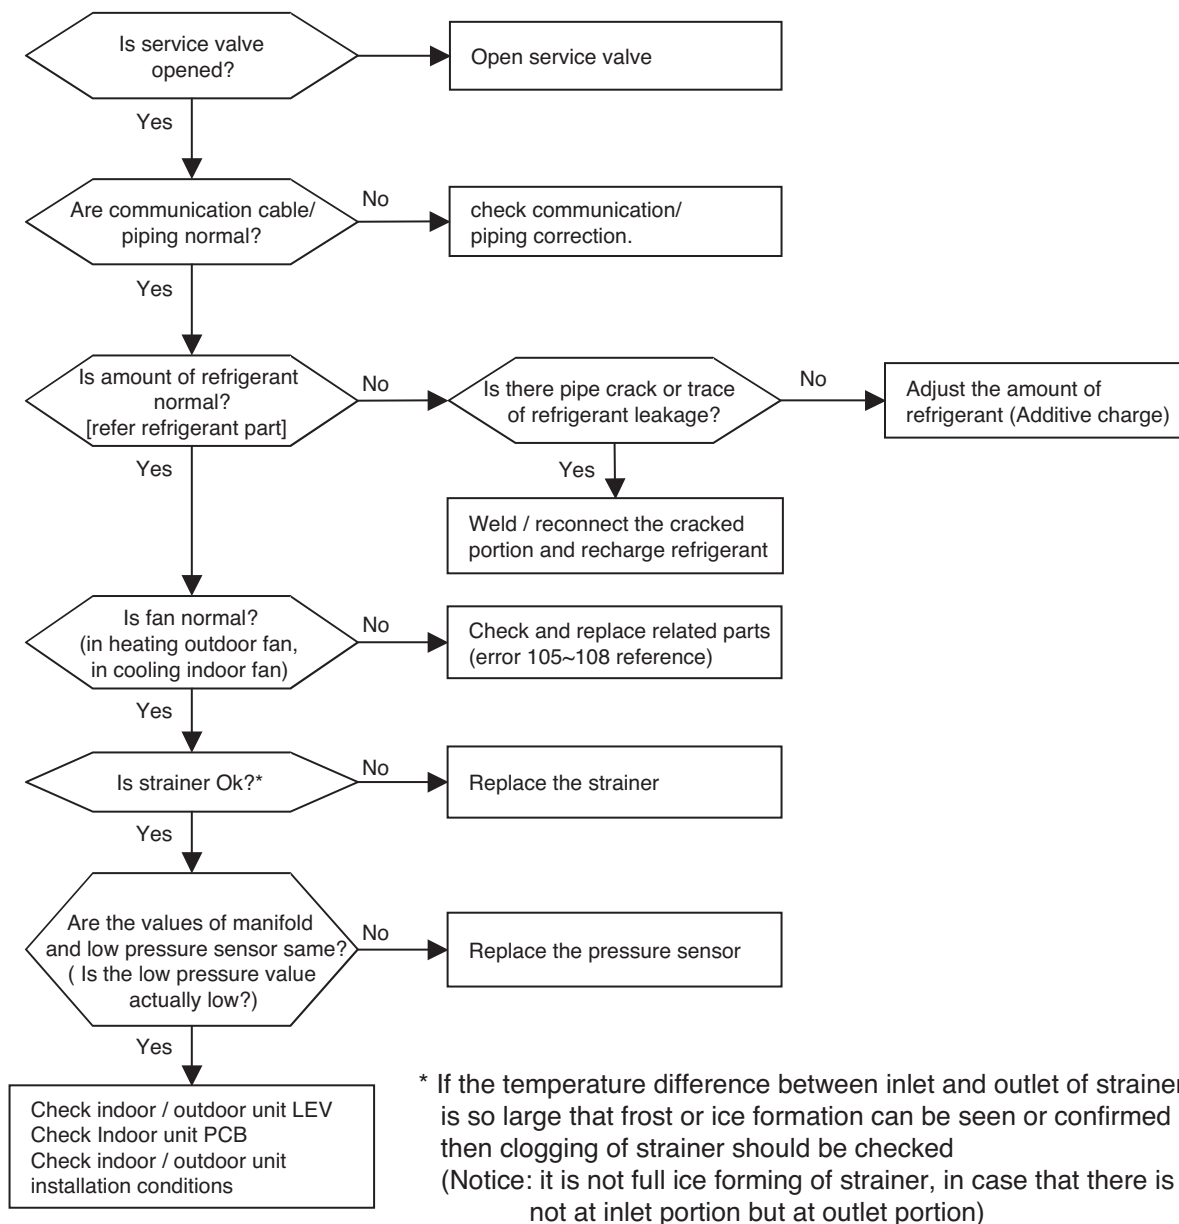 Is service valve
opened?
Open service valve
Yes
Are communication cable/
piping normal?
No
check communication/
piping correction.
Yes
Is amount of refrigerant
normal?
[refer refrigerant part]
No
Is there pipe crack or trace
of refrigerant leakage?
No
Adjust the amount of
refrigerant (Additive charge)
Yes
Yes
Weld / reconnect the cracked
portion and recharge refrigerant
Is fan normal?
(in heating outdoor fan,
in cooling indoor fan)
No
Check and replace related parts
(error 105~108 reference)
Yes
Is strainer Ok?*
No
Replace the strainer
Yes
Are the values of manifold
and low pressure sensor same?
( Is the low pressure value
actually low?)
No
Replace the pressure sensor
Yes
Check indoor / outdoor unit LEV
Check Indoor unit PCB
Check indoor / outdoor unit
installation conditions
* If the temperature difference between inlet and outlet of strainer
is so large that frost or ice formation can be seen or confirmed
then clogging of strainer should be checked
(Notice: it is not full ice forming of strainer, in case that there is
not at inlet portion but at outlet portion)